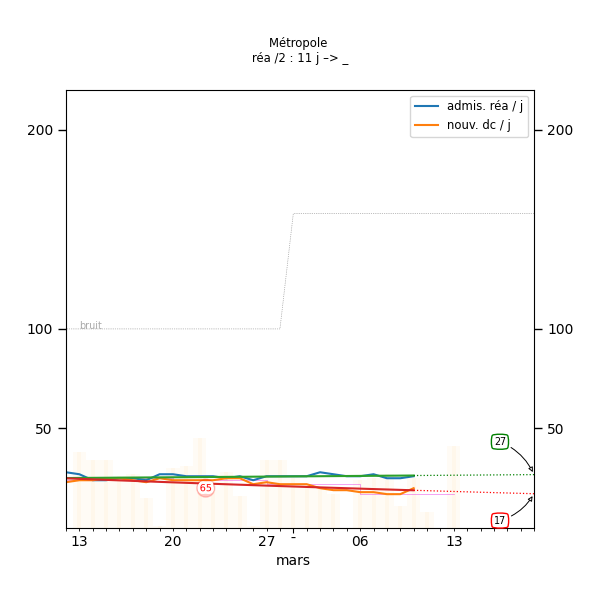 Métropole
réa /2 : 11 j –> _
admis. réa / j
nouv. dc / j
200
200
bruit
100
100
50
50
27
65
17
13
20
27
-
06
13
mars